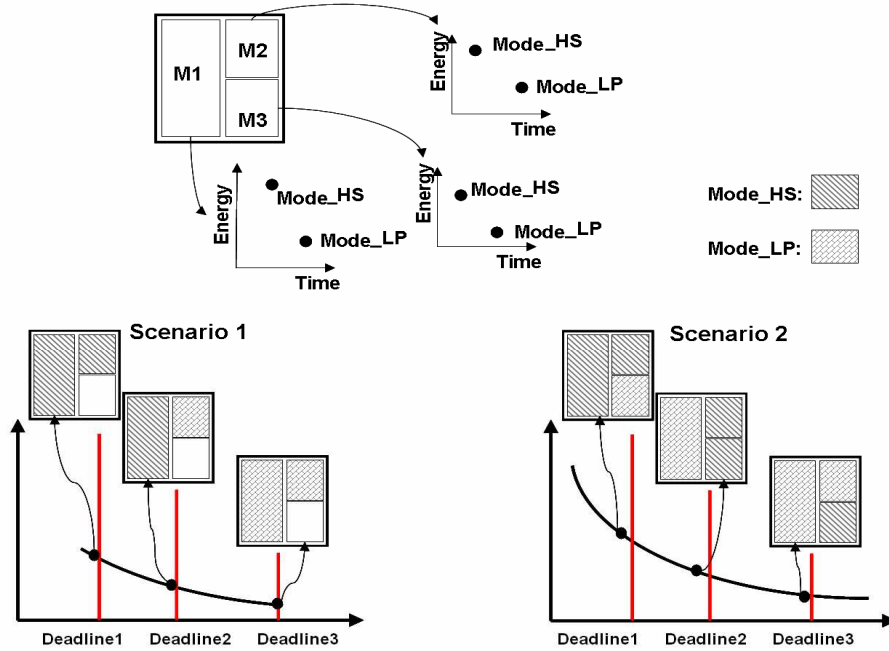 M1
M2
M3
Energy
Mode_HS
Mode_LP
Time
Energy
Mode_HS
Mode_LP
Time
Energy
Mode_HS
Mode_LP
Time
Mode_HS:
Mode_LP:
Scenario 1
Deadline1 Deadline2 Deadline3
Scenario 2
Deadline1 Deadline2 Deadline3